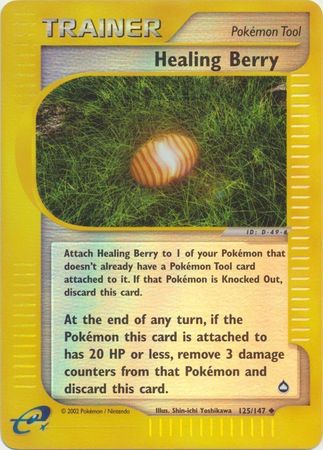 TRAINER
Pokémon Tool
Healing Berry
ID: D-49-#
Attach Healing Berry to 1 of your Pokémon that
doesn't already have a Pokémon Tool card
attached to it. If that Pokémon is Knocked Out,
discard this card.
At the end of any turn, if the
Pokémon this card is attached to
has 20 HP or less, remove 3 damage
counters from that Pokémon and
discard this card.
e
© 2002 Pokémon / Nintendo
Illus. Shin-ichi Yoshikawa
125/147